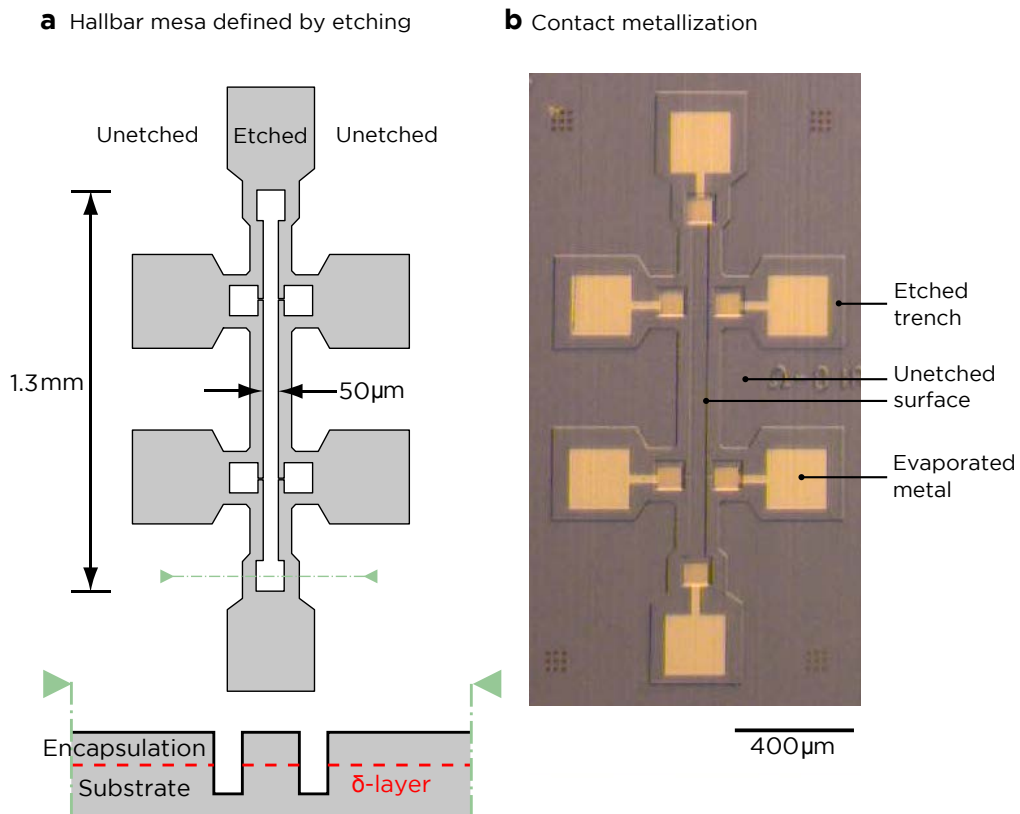 a Hallbar mesa defined by etching
Unetched
Etched
Unetched
1.3mm
50μm
Encapsulation
Substrate
δ-layer
b Contact metallization
Etched
trench
Unetched
surface
Evaporated
metal
400μm